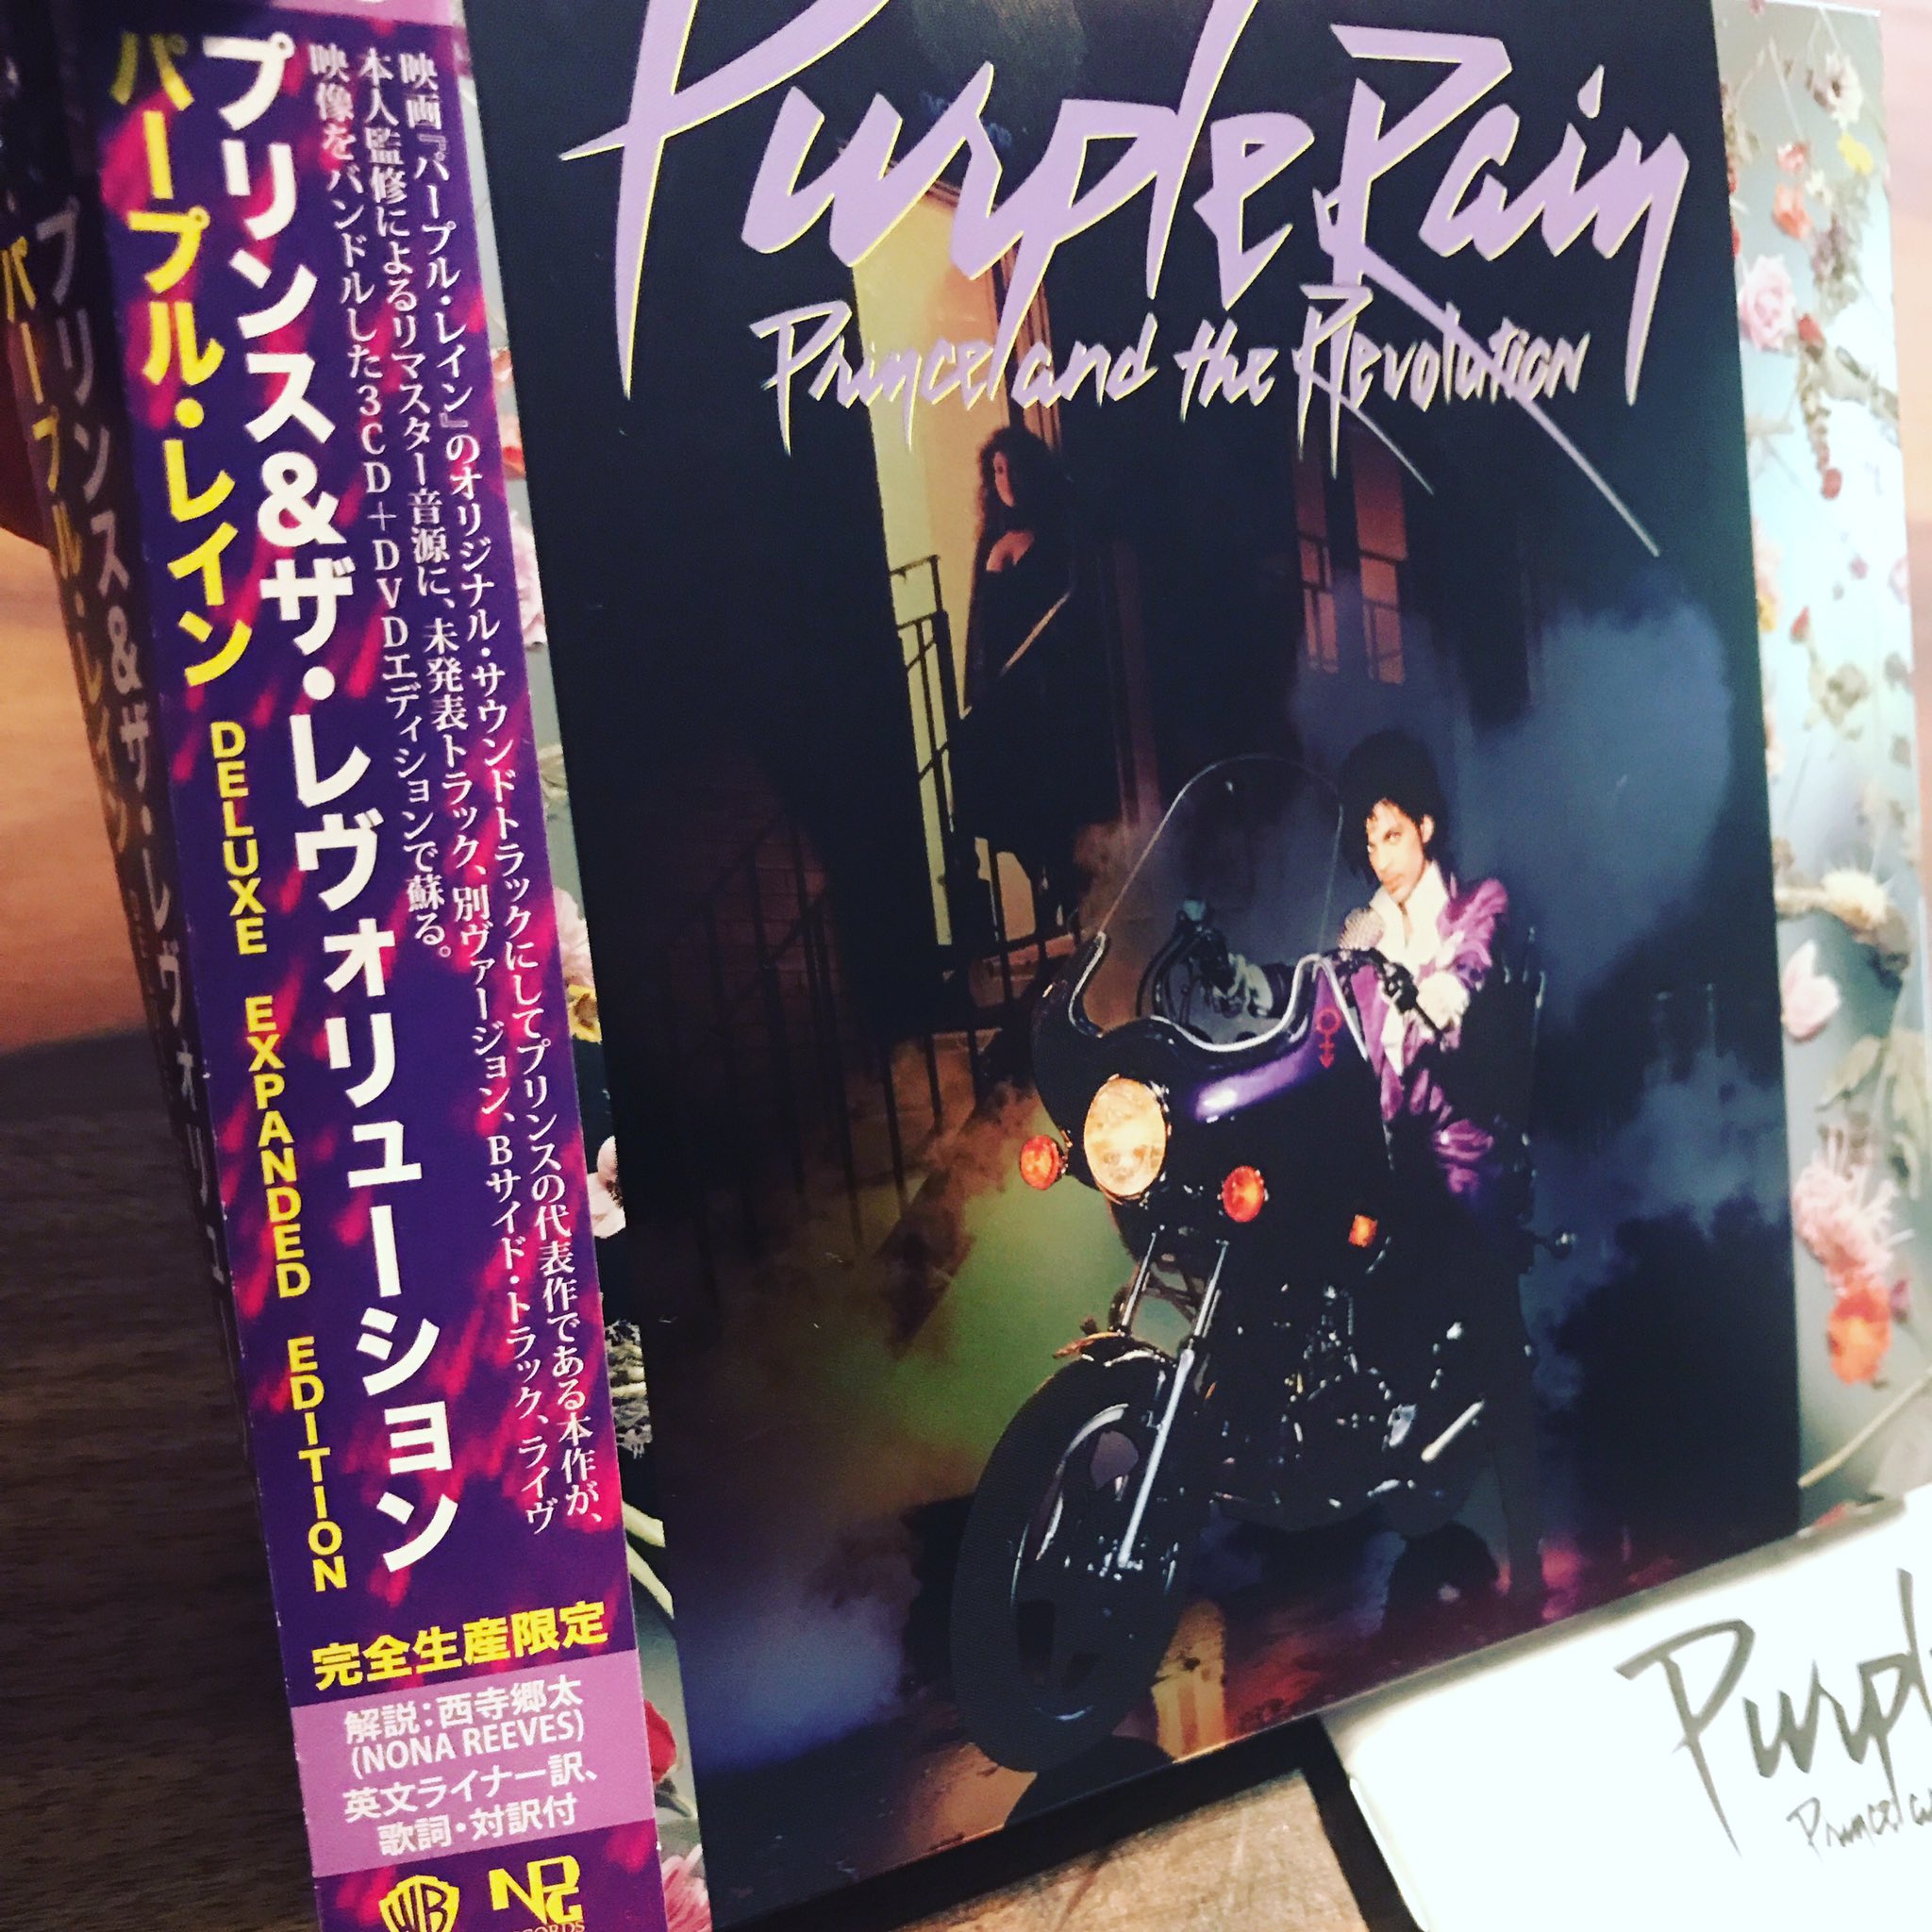 Purple Rain
Prince and the Revolution
映画『パープル・レイン』のオリジナル・サウンドトラックにしてプリンスの代表作である本作が、
本人監修によるリマスター音源に、未発表トラック、別ヴァージョン、Bサイド・トラック、ライヴ
映像をバンドルした3CD+DVDエディションで蘇る。
プリンス&ザ・レヴォリューション
パープル・レイン DELUXE EXPANDED EDITION
完全生産限定
解説:西寺郷太
(NONA REEVES)
英文ライナー訳、
歌詞・対訳付
WB
NPG
RECORDS
プリンス&ザ・レヴォリュ
パープル・レイン
Purpl
Prince a